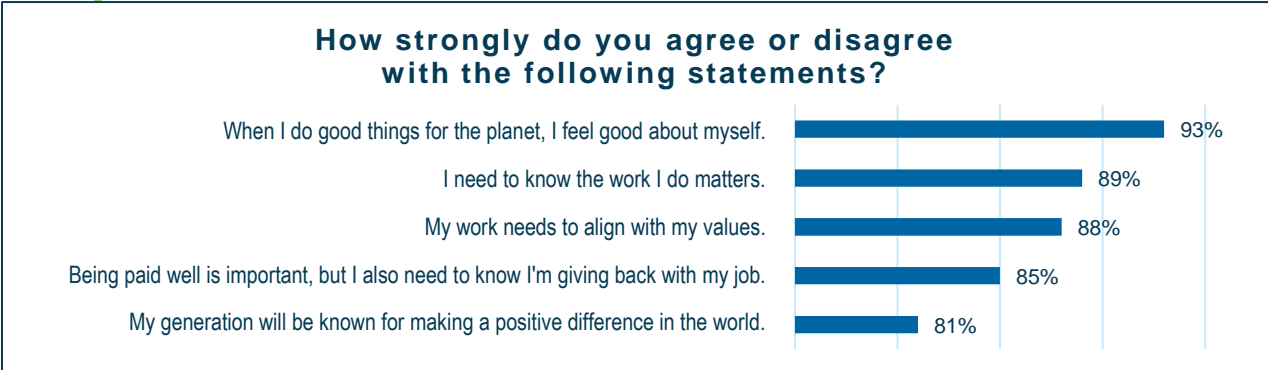 How strongly do you agree or disagree
with the following statements?
When I do good things for the planet, I feel good about myself.
93%
I need to know the work I do matters.
89%
My work needs to align with my values.
88%
Being paid well is important, but I also need to know I'm giving back with my job.
85%
My generation will be known for making a positive difference in the world.
81%